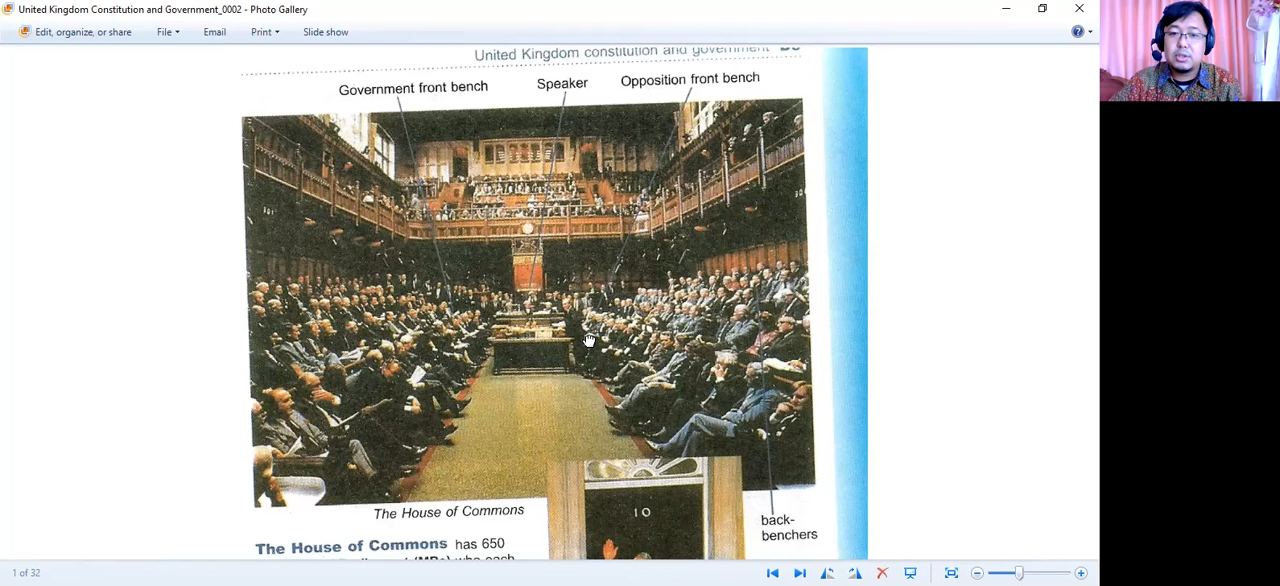 United Kingdom Constitution and Government_0002 - Photo Gallery
Edit, organize, or share File Email Print Slide show
United Kingdom constitution and government
Government front bench Speaker Opposition front bench
The House of Commons
10
back-
benchers
The House of Commons has 650
1 of 32